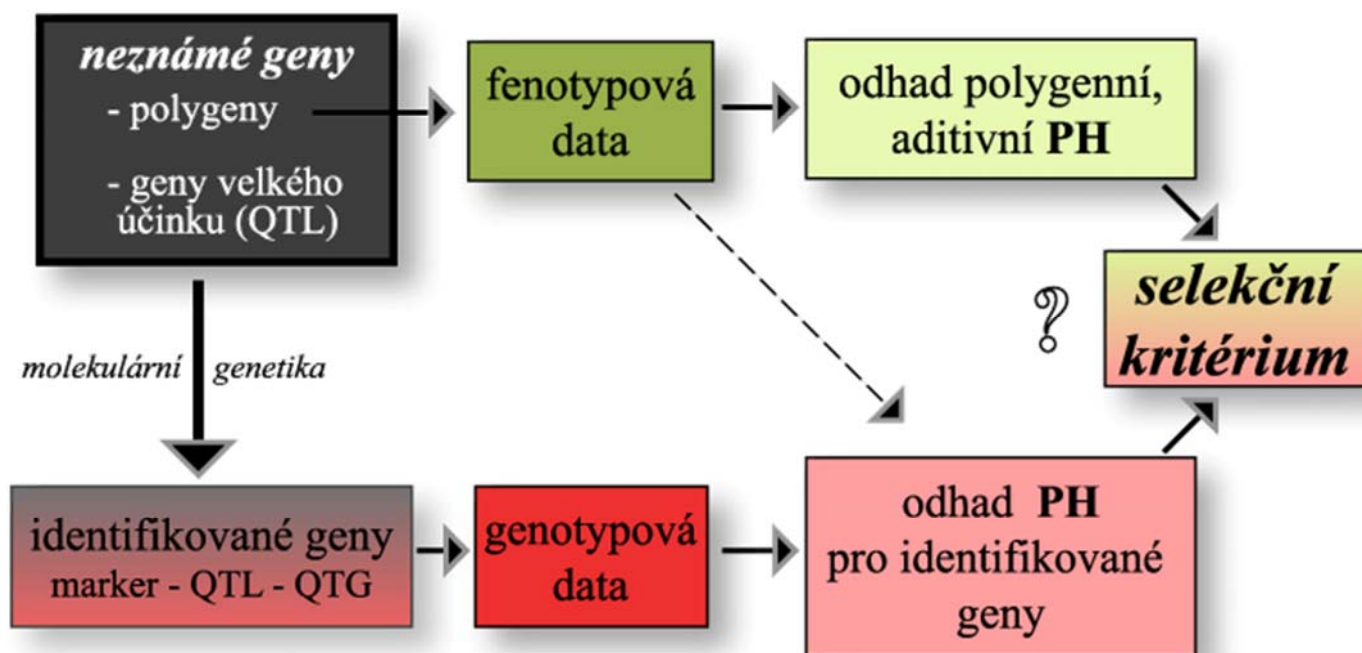 neznámé geny
- polygeny
- geny velkého
účinku (QTL)
fenotypová
data
odhad polygenní,
aditivní PH
?
selekční
kritérium
molekulární genetika
identifikované geny
marker - QTL - QTG
genotypová
data
odhad PH
pro identifikované
geny